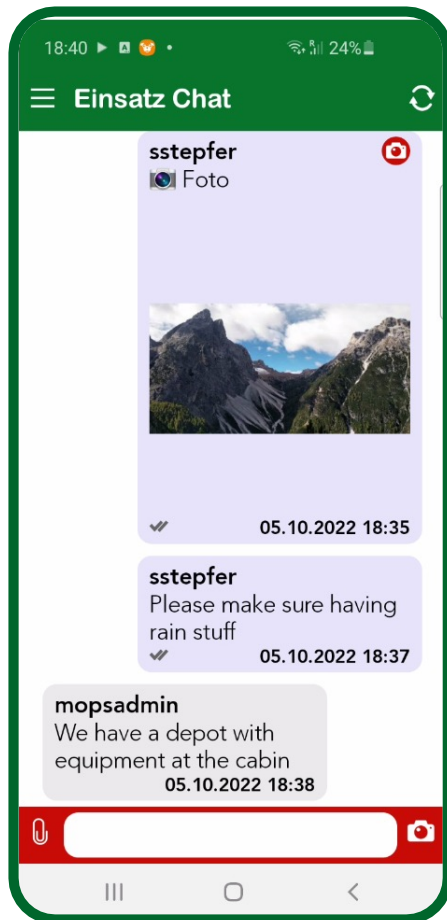 18:40
24%
Einsatz Chat
sstepfer
Foto
05.10.2022 18:35
sstepfer
Please make sure having
rain stuff
05.10.2022 18:37
mopsadmin
We have a depot with
equipment at the cabin
05.10.2022 18:38